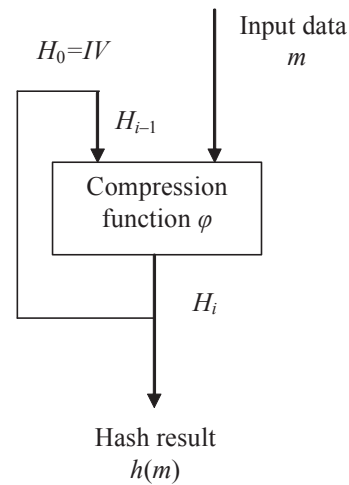 Input data
m
H₀=IV
Hᵢ₋₁
Compression
function φ
Hᵢ
Hash result
h(m)